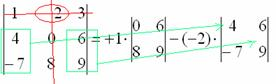 |1 -2 3|
|4 0 6| = +1·|0 6| -(-2)·|4 6|
|-7 8 9| |8 9| |-7 9|